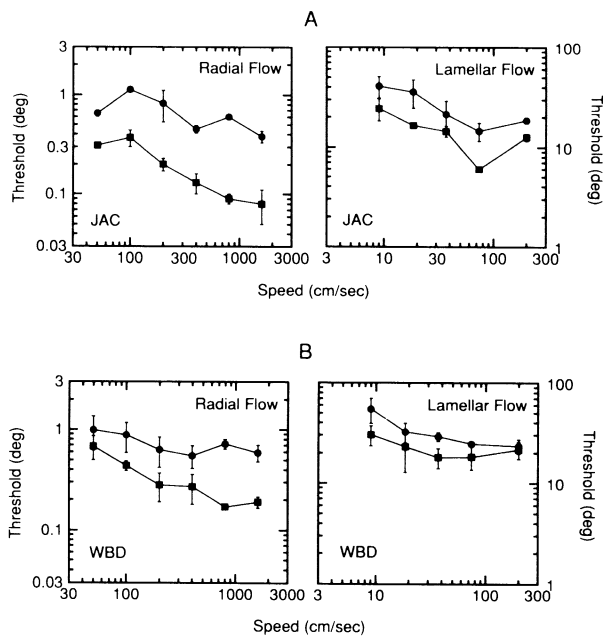 A
3
1
0.3
0.1
0.03
Threshold (deg)
Radial Flow
JAC
30
100
300
1000
3000
Lamellar Flow
JAC
3
10
30
100
300
100
10
1
Threshold (deg)
Speed (cm/sec)
B
3
1
0.3
0.1
0.03
Threshold (deg)
Radial Flow
WBD
30
100
300
1000
3000
Lamellar Flow
WBD
3
10
30
100
300
100
10
1
Threshold (deg)
Speed (cm/sec)